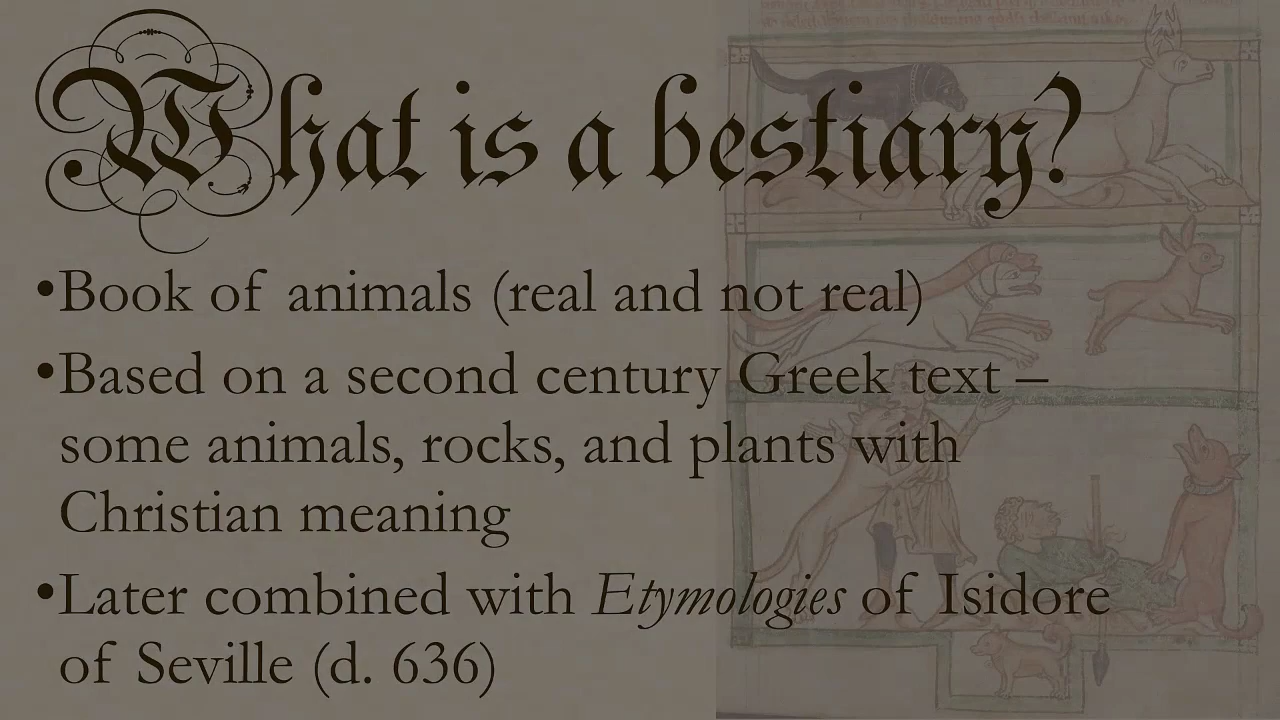 What is a bestiary?
•Book of animals (real and not real)
•Based on a second century Greek text –
some animals, rocks, and plants with
Christian meaning
•Later combined with Etymologies of Isidore
of Seville (d. 636)